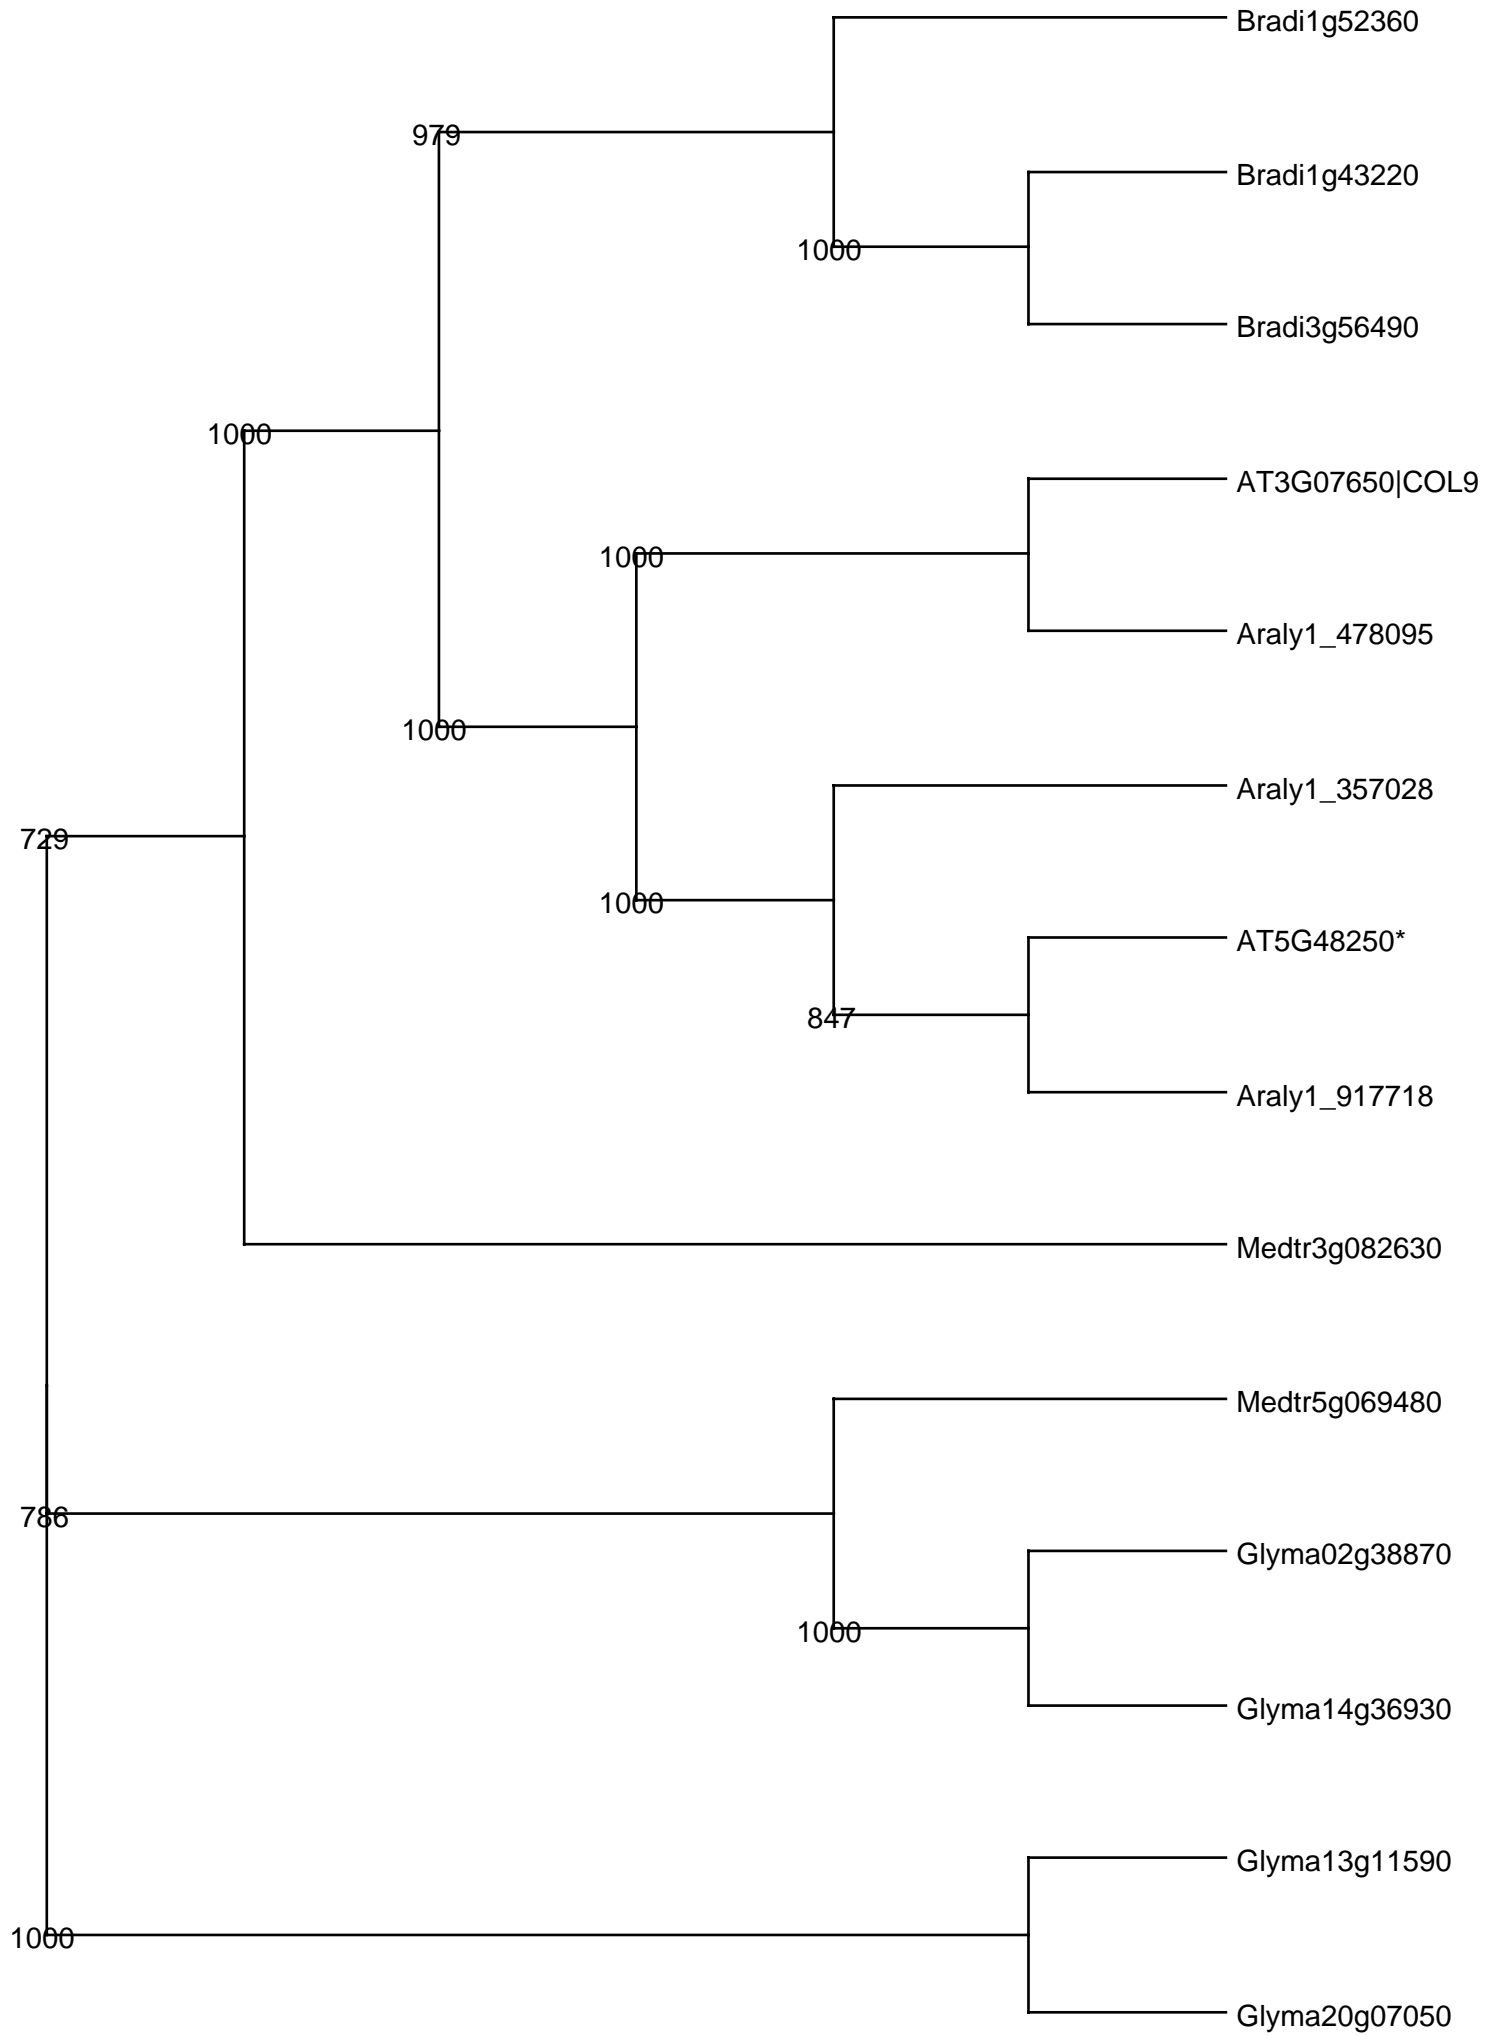 Bradi1g52360
979
Bradi1g43220
1000
Bradi3g56490
1000
AT3G07650|COL9
1000
Araly1_478095
1000
Araly1_357028
729
1000
AT5G48250*
847
Araly1_917718
Medtr3g082630
Medtr5g069480
786
Glyma02g38870
1000
Glyma14g36930
Glyma13g11590
1000
Glyma20g07050